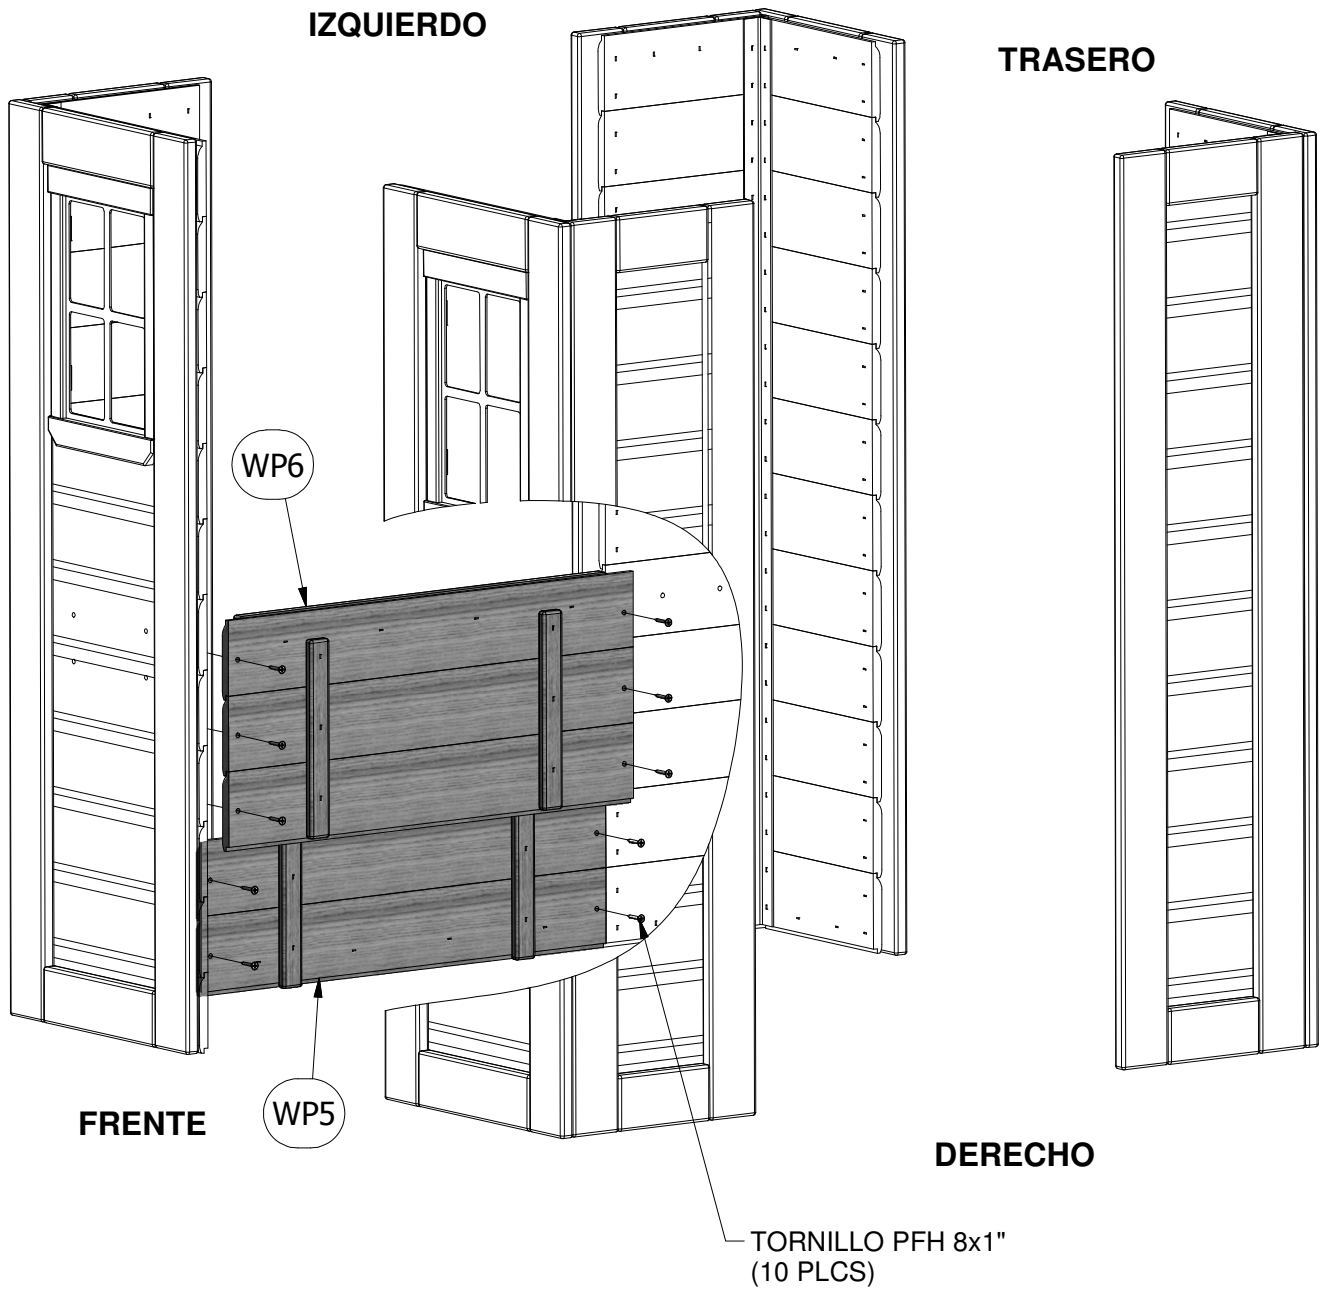 IZQUIERDO
TRASERO
WP6
WP5
FRENTE
DERECHO
TORNILLO PFH 8x1"
(10 PLCS)